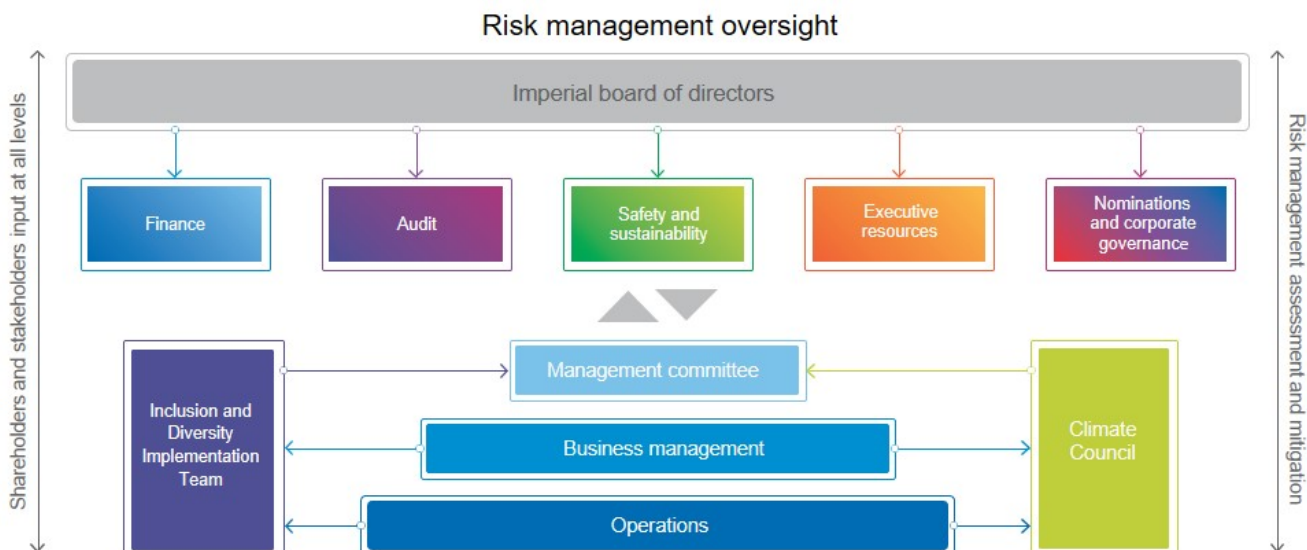 Risk management oversight
Imperial board of directors
Shareholders and stakeholders input at all levels
Risk management assessment and mitigation
Finance
Audit
Safety and
sustainability
Executive
resources
Nominations
and corporate
governance
Management committee
Inclusion and
Diversity
Implementation
Team
Climate
Council
Business management
Operations